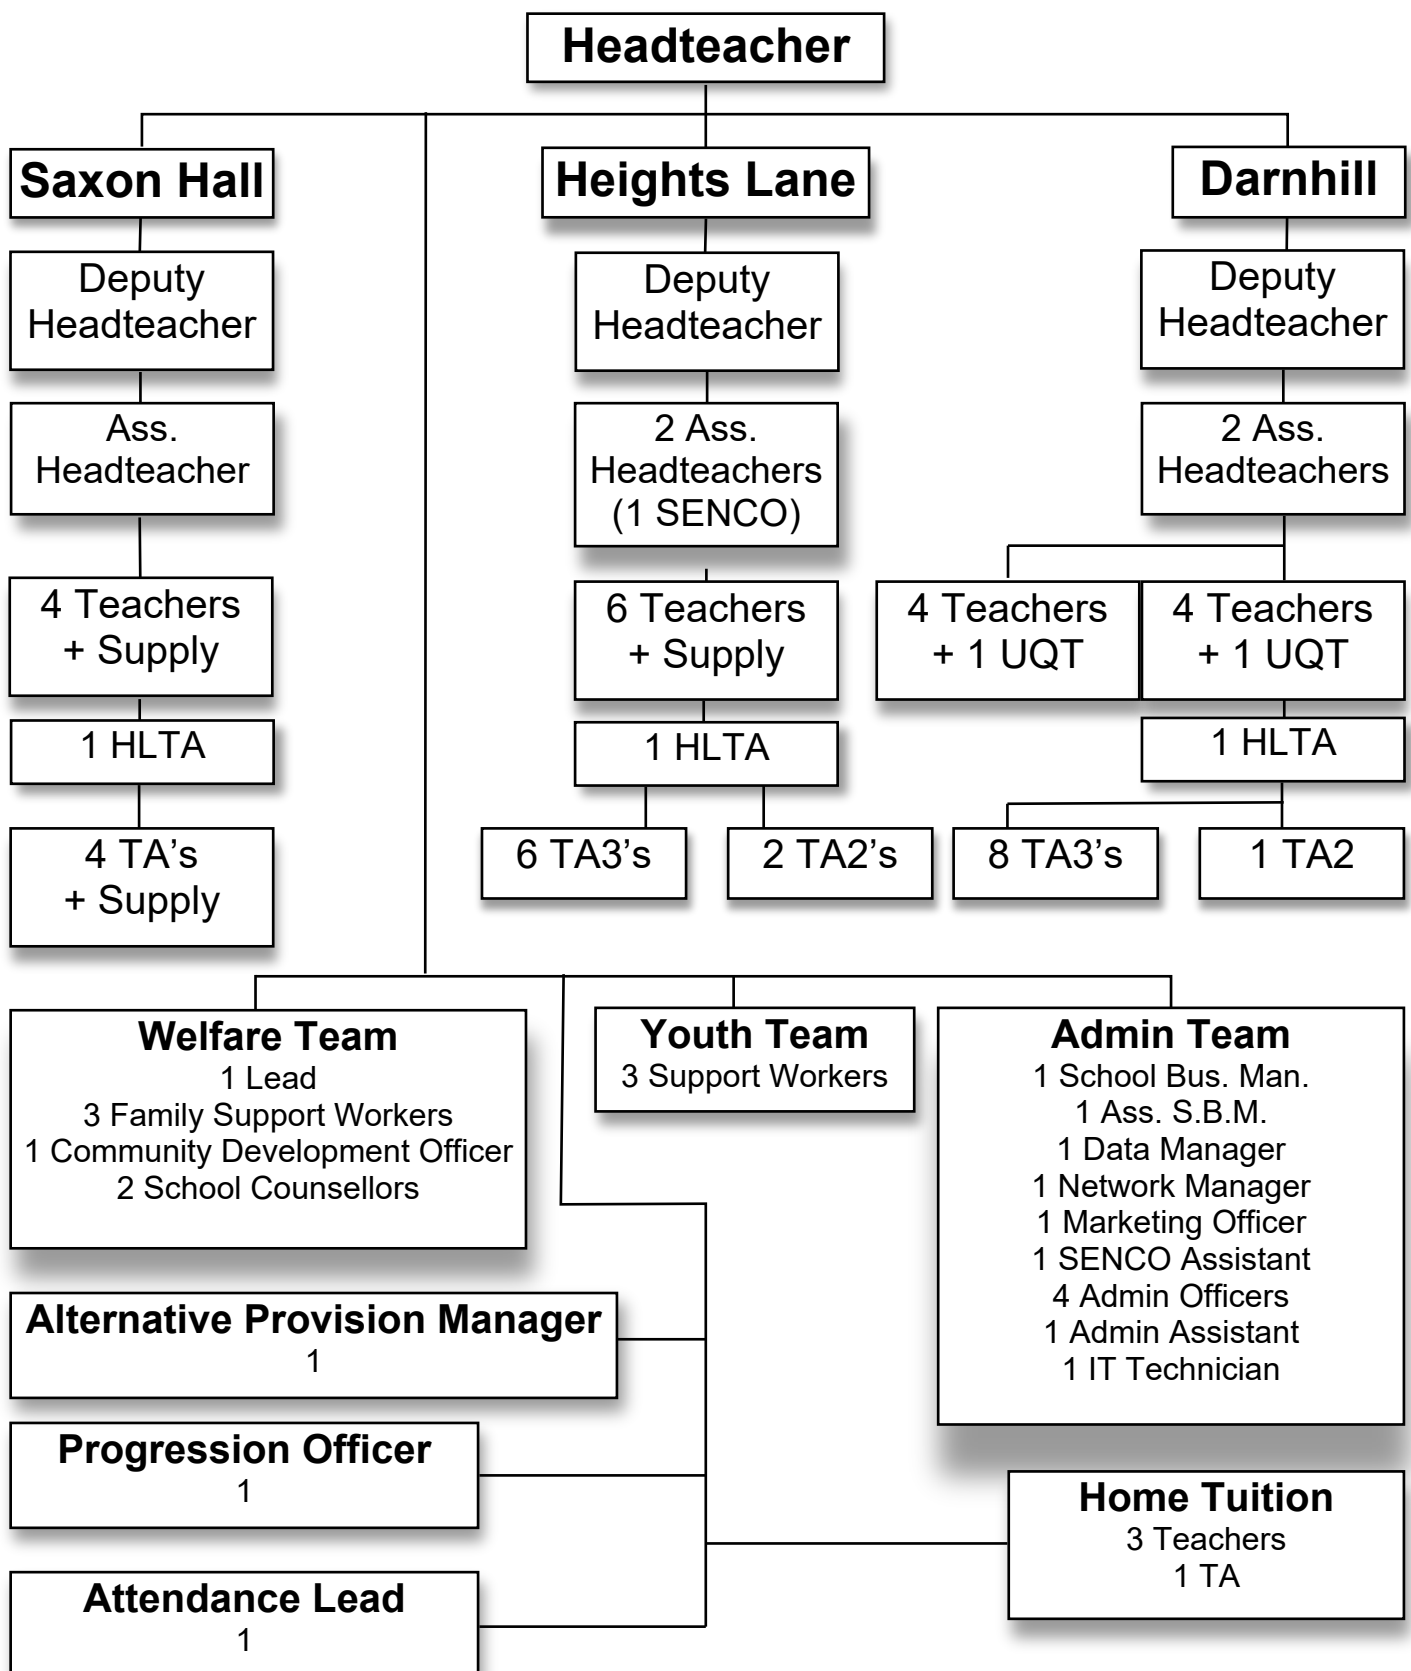 Headteacher
Saxon Hall
Heights Lane
Darnhill
Deputy
Headteacher
Deputy
Headteacher
Deputy
Headteacher
Ass.
Headteacher
2 Ass.
Headteachers
(1 SENCO)
2 Ass.
Headteachers
4 Teachers
+ Supply
6 Teachers
+ Supply
4 Teachers
+ 1 UQT
4 Teachers
+ 1 UQT
1 HLTA
1 HLTA
1 HLTA
4 TA’s
+ Supply
6 TA3’s
2 TA2’s
8 TA3’s
1 TA2
Welfare Team
1 Lead
3 Family Support Workers
1 Community Development Officer
2 School Counsellors
Youth Team
3 Support Workers
Admin Team
1 School Bus. Man.
1 Ass. S.B.M.
1 Data Manager
1 Network Manager
1 Marketing Officer
1 SENCO Assistant
4 Admin Officers
1 Admin Assistant
1 IT Technician
Alternative Provision Manager
1
Progression Officer
1
Home Tuition
3 Teachers
1 TA
Attendance Lead
1